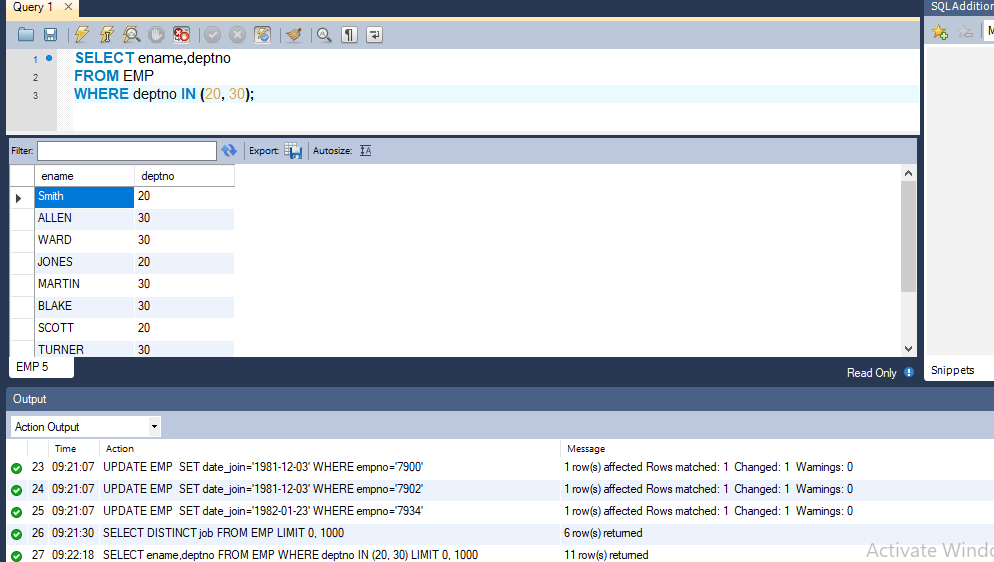 Query 1 ×
SQLAddition
1 SELECT ename,deptno
2 FROM EMP
3 WHERE deptno IN (20, 30);
Filter: Export: Autosize:
ename deptno
Smith 20
ALLEN 30
WARD 30
JONES 20
MARTIN 30
BLAKE 30
SCOTT 20
TURNER 30
EMP 5
Read Only
Snippets
Output
Action Output
Time Action Message
23 09:21:07 UPDATE EMP SET date_join='1981-12-03' WHERE empno='7900' 1 row(s) affected Rows matched: 1 Changed: 1 Warnings: 0
24 09:21:07 UPDATE EMP SET date_join='1981-12-03' WHERE empno='7902' 1 row(s) affected Rows matched: 1 Changed: 1 Warnings: 0
25 09:21:07 UPDATE EMP SET date_join='1982-01-23' WHERE empno='7934' 1 row(s) affected Rows matched: 1 Changed: 1 Warnings: 0
26 09:21:30 SELECT DISTINCT job FROM EMP LIMIT 0, 1000 6 row(s) returned
27 09:22:18 SELECT ename,deptno FROM EMP WHERE deptno IN (20, 30) LIMIT 0, 1000 11 row(s) returned
Activate Windo